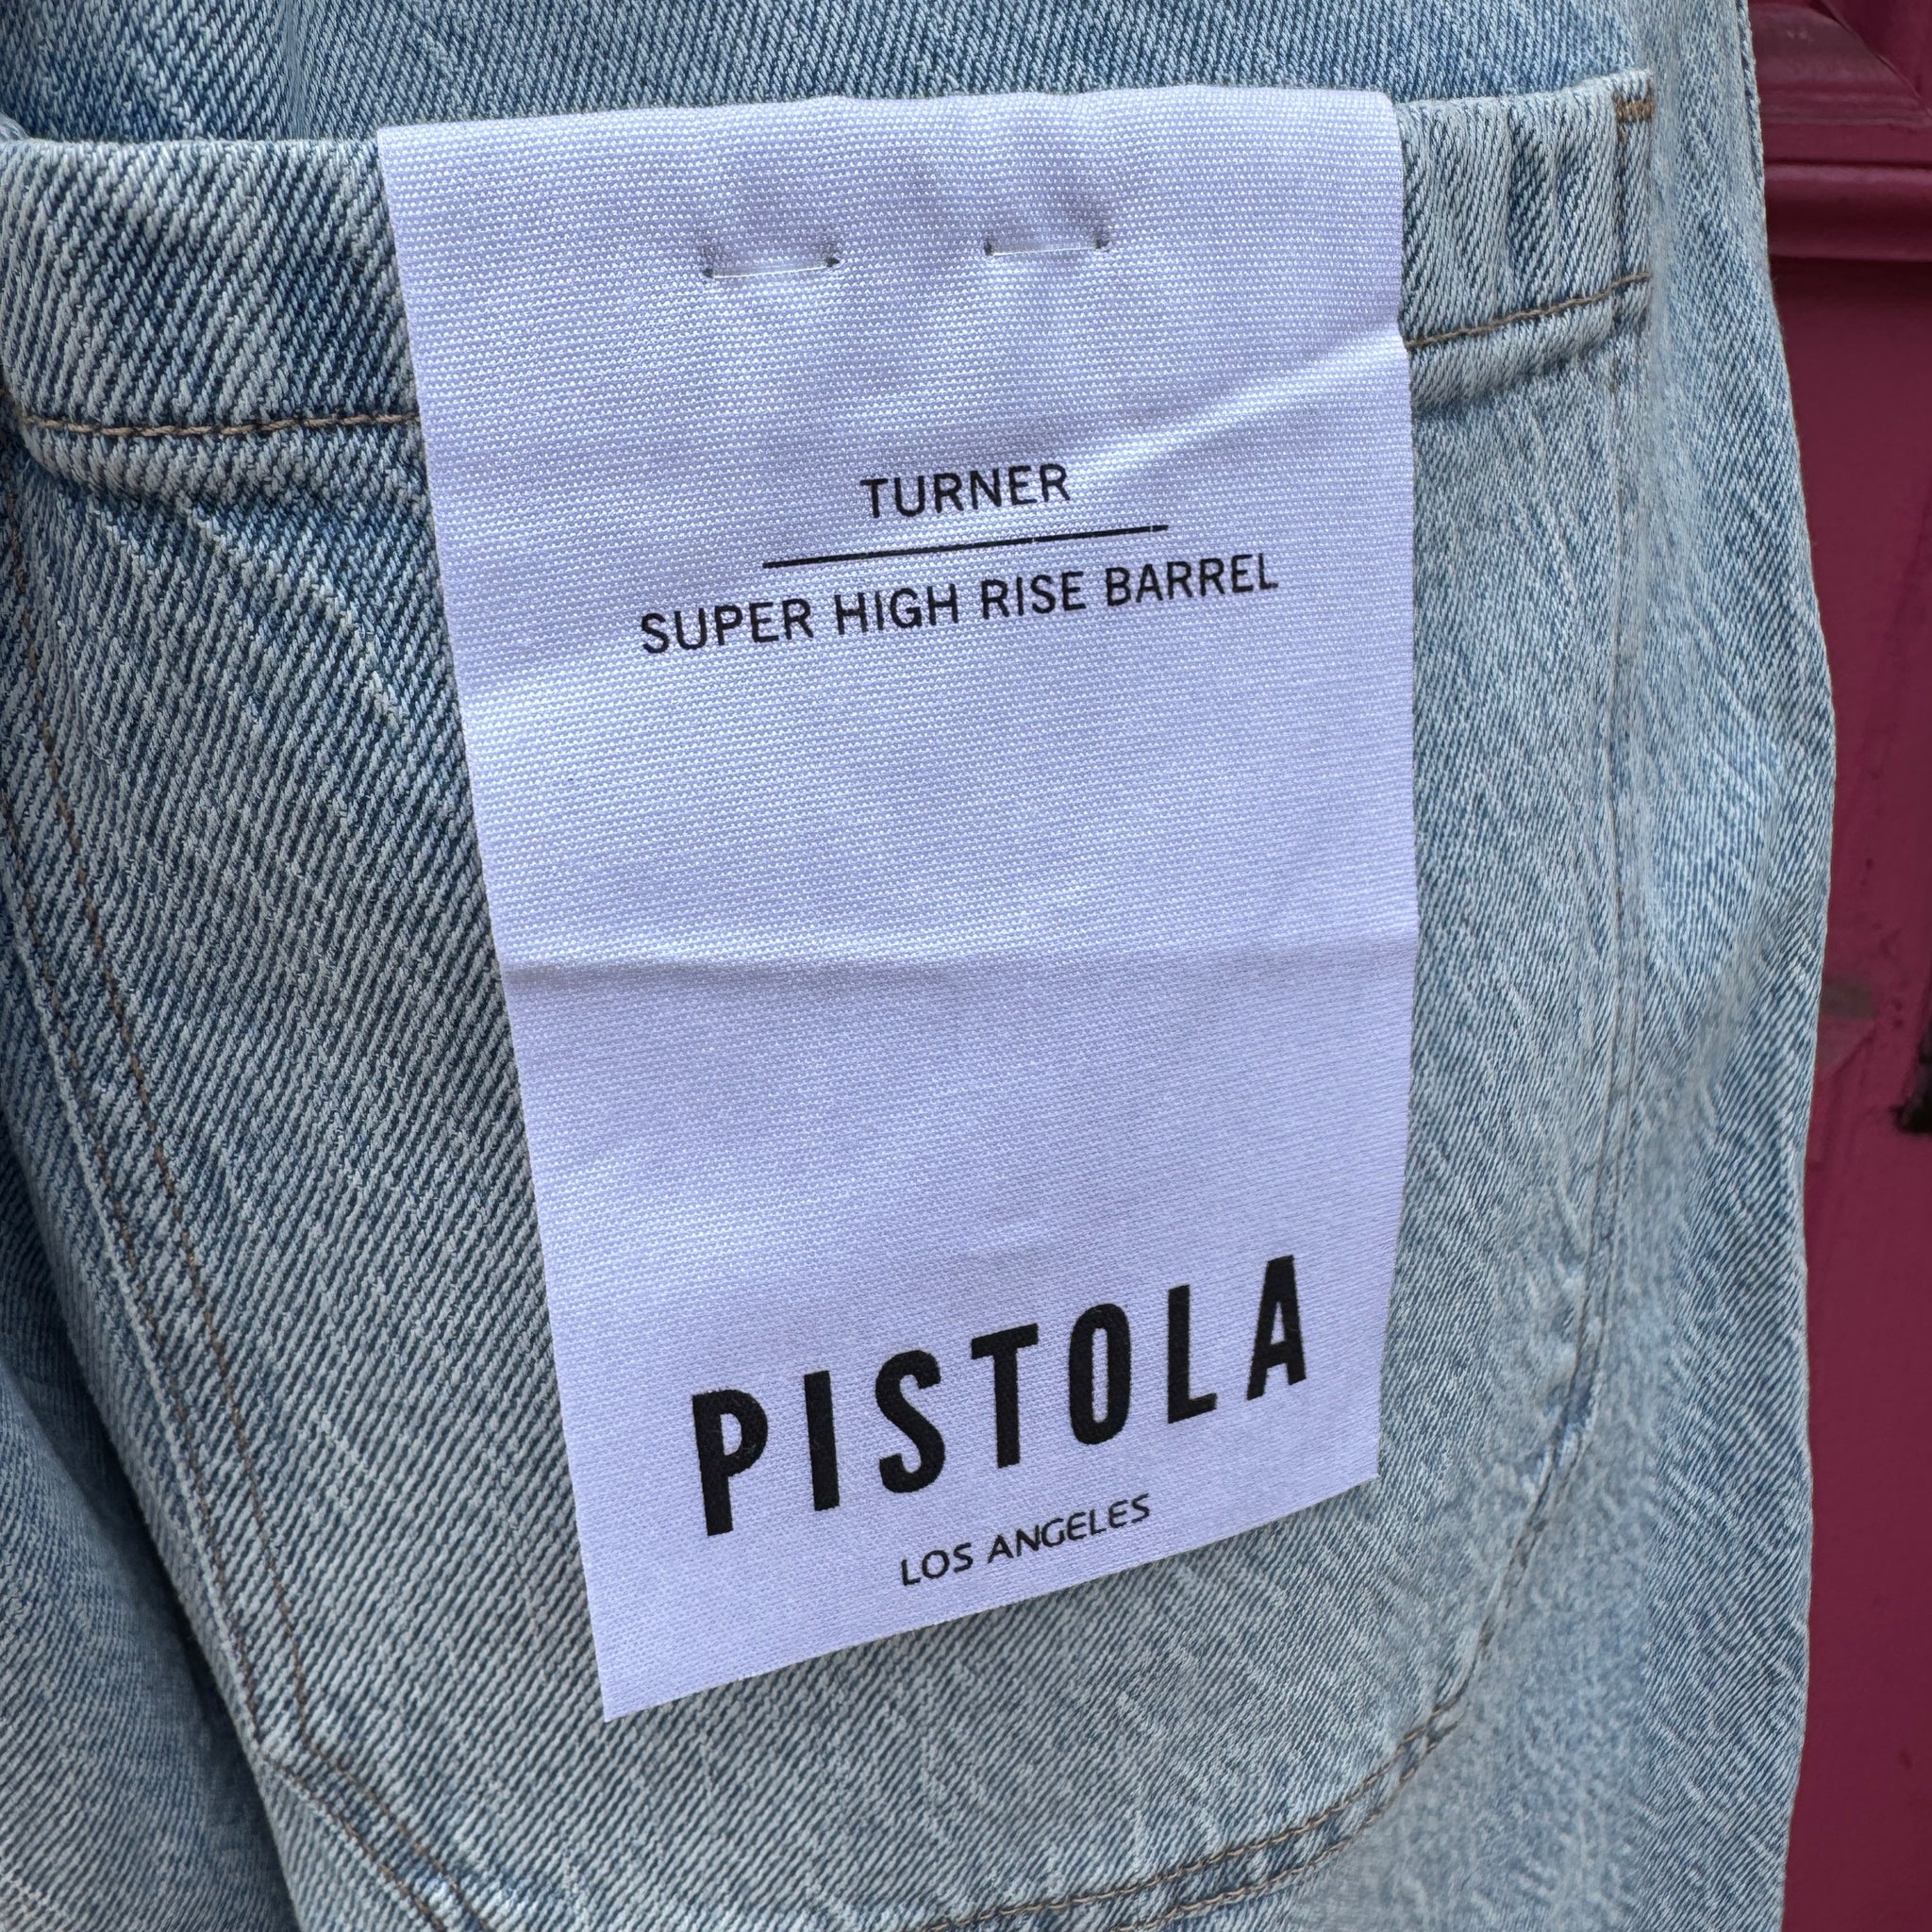 TURNER
SUPER HIGH RISE BARREL
PISTOLA
LOS ANGELES